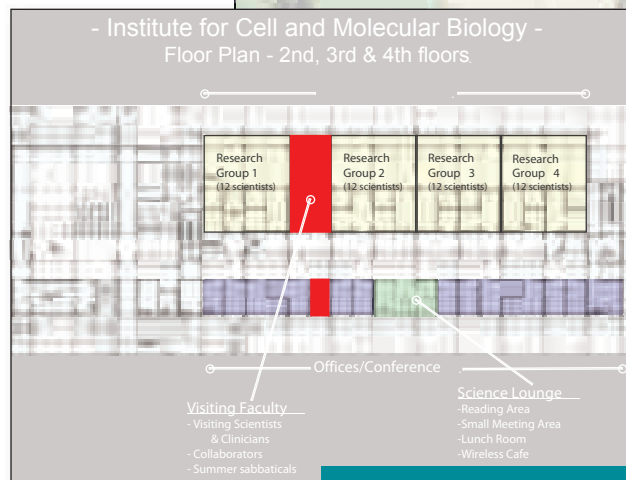 - Institute for Cell and Molecular Biology -
Floor Plan - 2nd, 3rd & 4th floors
Research
Group 1
(12 scientists)
Research
Group 2
(12 scientists)
Research
Group 3
(12 scientists)
Research
Group 4
(12 scientists)
Offices/Conference
Visiting Faculty
- Visiting Scientists
& Clinicians
- Collaborators
- Summer sabbaticals
Science Lounge
-Reading Area
-Small Meeting Area
-Lunch Room
-Wireless Cafe